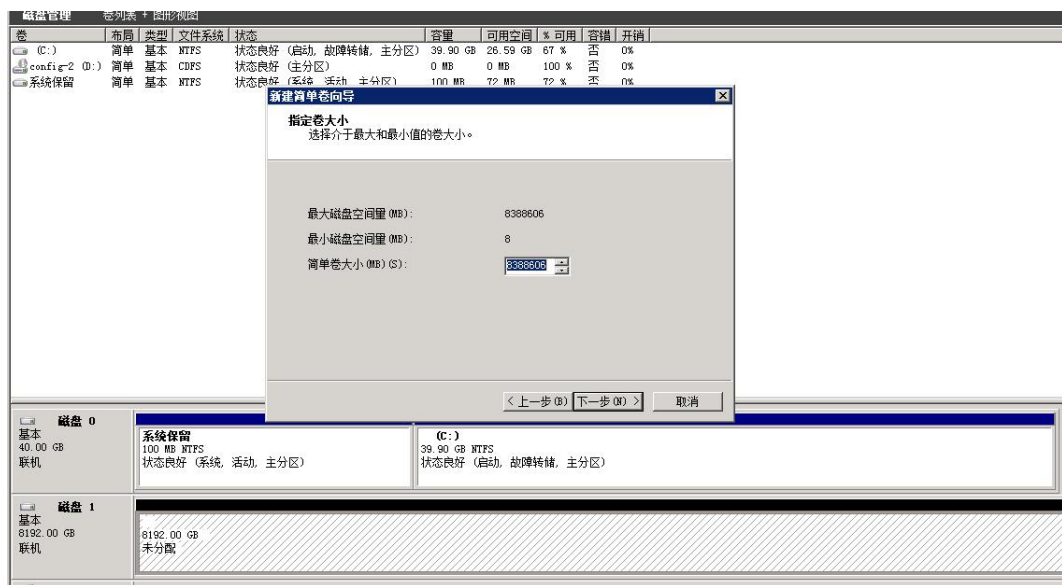 磁盘管理 卷列表 + 图形视图
卷 布局 类型 文件系统 状态 容量 可用空间 % 可用 容错 开销
(C:) 简单 基本 NTFS 状态良好 (启动, 故障转储, 主分区) 39.90 GB 26.59 GB 67 % 否 0%
config-2 (D:) 简单 基本 CDFS 状态良好 (主分区) 0 MB 0 MB 100 % 否 0%
系统保留 简单 基本 NTFS 状态良好 (系统, 活动, 主分区) 100 MB 72 MB 72 % 否 0%
新建简单卷向导
指定卷大小
选择介于最大和最小值的卷大小。
最大磁盘空间量(MB): 8388606
最小磁盘空间量(MB): 8
简单卷大小(MB)(S): 8388606
< 上一步(B) 下一步(N) > 取消
磁盘 0
基本
40.00 GB
联机
系统保留
100 MB NTFS
状态良好 (系统, 活动, 主分区)
(C:)
39.90 GB NTFS
状态良好 (启动, 故障转储, 主分区)
磁盘 1
基本
8192.00 GB
联机
8192.00 GB
未分配